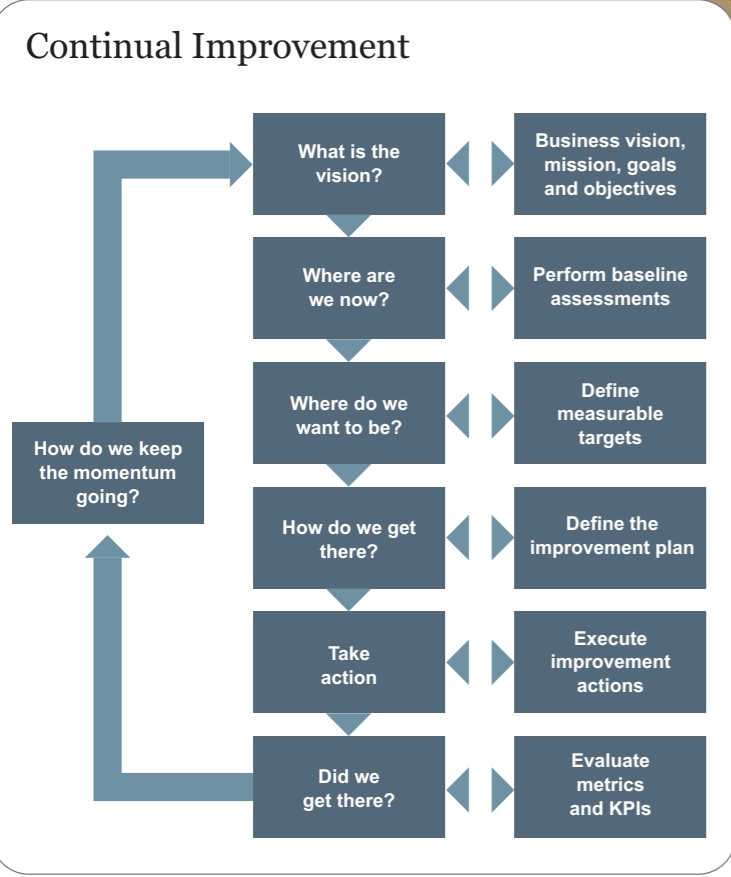 Continual Improvement
What is the
vision?
Business vision,
mission, goals
and objectives
Where are
we now?
Perform baseline
assessments
Where do we
want to be?
Define
measurable
targets
How do we keep
the momentum
going?
How do we get
there?
Define the
improvement plan
Take
action
Execute
improvement
actions
Did we
get there?
Evaluate
metrics
and KPIs